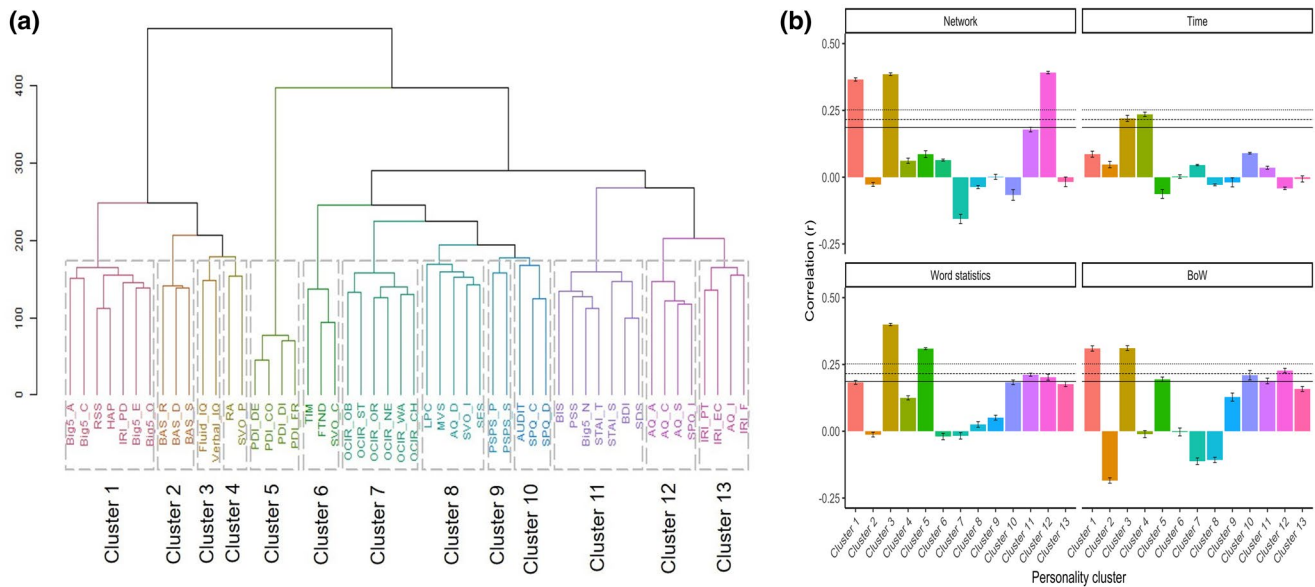 (a)
400
300
200
100
0
Big5_A
Big5_C
RSS
HAP
IRI_PD
Big5_E
Big5_O
BAS_R
BAS_D
BAS_S
Fluid_IQ
Verbal_IQ
RA
SVO_P
PDI_DE
PDI_CO
PDI_DI
PDI_FR
TIM
FTND
SVO_C
OCIR_OB
OCIR_ST
OCIR_OR
OCIR_NE
OCIR_WA
OCIR_CH
LPC
MVS
AQ_D
SVO_I
SES
PSPS_P
PSPS_S
AUDIT
SPQ_C
SPQ_D
BIS
PSS
Big5_N
STAI_T
STAI_S
BDI
SDS
AQ_A
AQ_C
AQ_S
SPQ_I
IRI_PT
IRI_EC
AQ_I
IRI_F
Cluster 1
Cluster 2
Cluster 3
Cluster 4
Cluster 5
Cluster 6
Cluster 7
Cluster 8
Cluster 9
Cluster 10
Cluster 11
Cluster 12
Cluster 13
(b)
Network
Time
0.50
0.25
0.00
-0.25
Correlation (r)
Word statistics
BoW
0.50
0.25
0.00
-0.25
Cluster 1
Cluster 2
Cluster 3
Cluster 4
Cluster 5
Cluster 6
Cluster 7
Cluster 8
Cluster 9
Cluster 10
Cluster 11
Cluster 12
Cluster 13
Cluster 1
Cluster 2
Cluster 3
Cluster 4
Cluster 5
Cluster 6
Cluster 7
Cluster 8
Cluster 9
Cluster 10
Cluster 11
Cluster 12
Cluster 13
Personality cluster